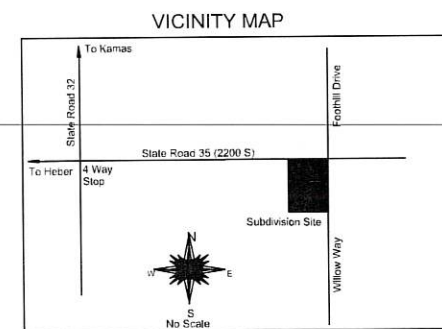 VICINITY MAP
To Kamas
State Road 32
Foothill Drive
State Road 35 (2200 S)
To Heber
4 Way
Stop
Subdivision Site
Willow Way
N
W
E
S
No Scale